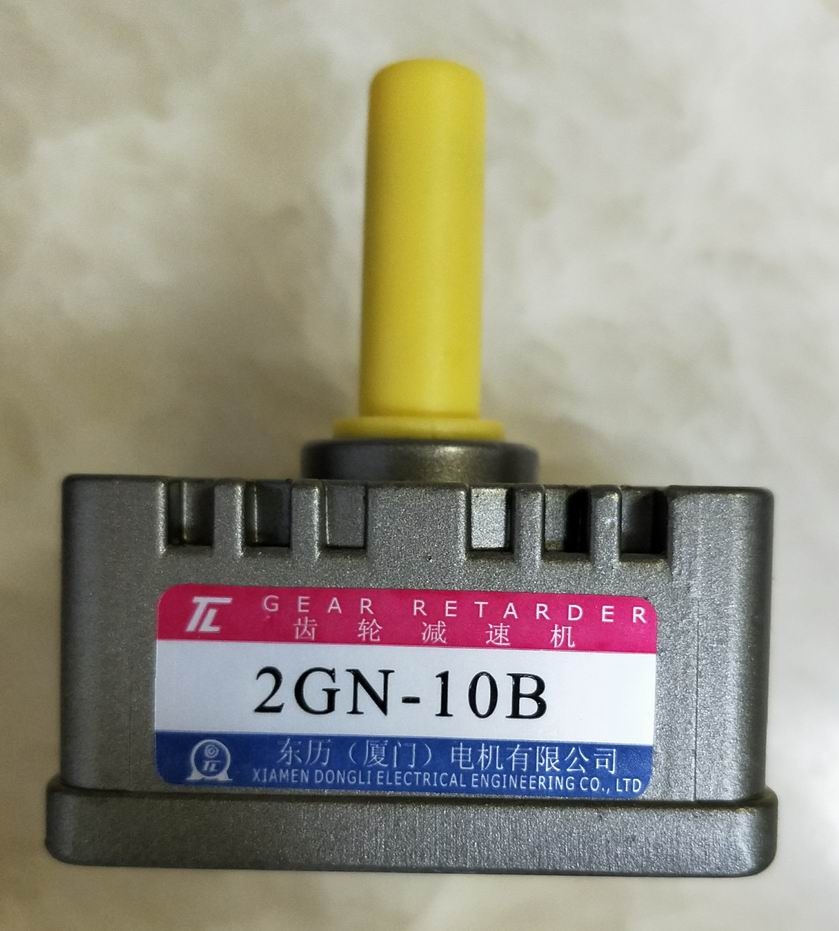 TL GEAR RETARDER
齿轮减速机
2GN-10B
东历（厦门）电机有限公司
TL XIAMEN DONGLI ELECTRICAL ENGINEERING CO., LTD